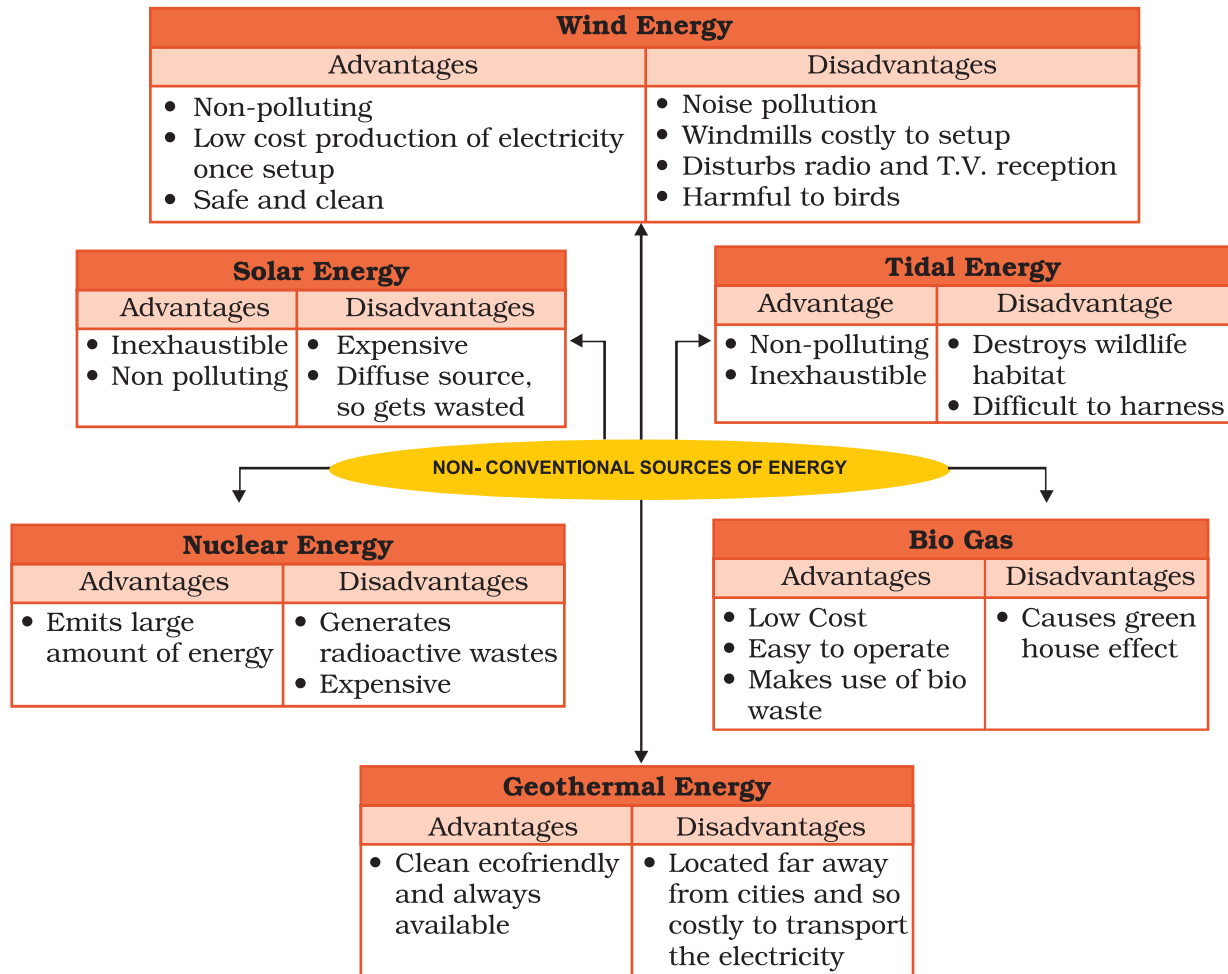 Wind Energy
Advantages
Disadvantages
• Non-polluting
• Low cost production of electricity
once setup
• Safe and clean
• Noise pollution
• Windmills costly to setup
• Disturbs radio and T.V. reception
• Harmful to birds
Solar Energy
Advantages
Disadvantages
• Inexhaustible
• Non polluting
• Expensive
• Diffuse source,
so gets wasted
Tidal Energy
Advantage
Disadvantage
• Non-polluting
• Inexhaustible
• Destroys wildlife
habitat
• Difficult to harness
NON- CONVENTIONAL SOURCES OF ENERGY
Nuclear Energy
Advantages
Disadvantages
• Emits large
amount of energy
• Generates
radioactive wastes
• Expensive
Bio Gas
Advantages
Disadvantages
• Low Cost
• Easy to operate
• Makes use of bio
waste
• Causes green
house effect
Geothermal Energy
Advantages
Disadvantages
• Clean ecofriendly
and always
available
• Located far away
from cities and so
costly to transport
the electricity